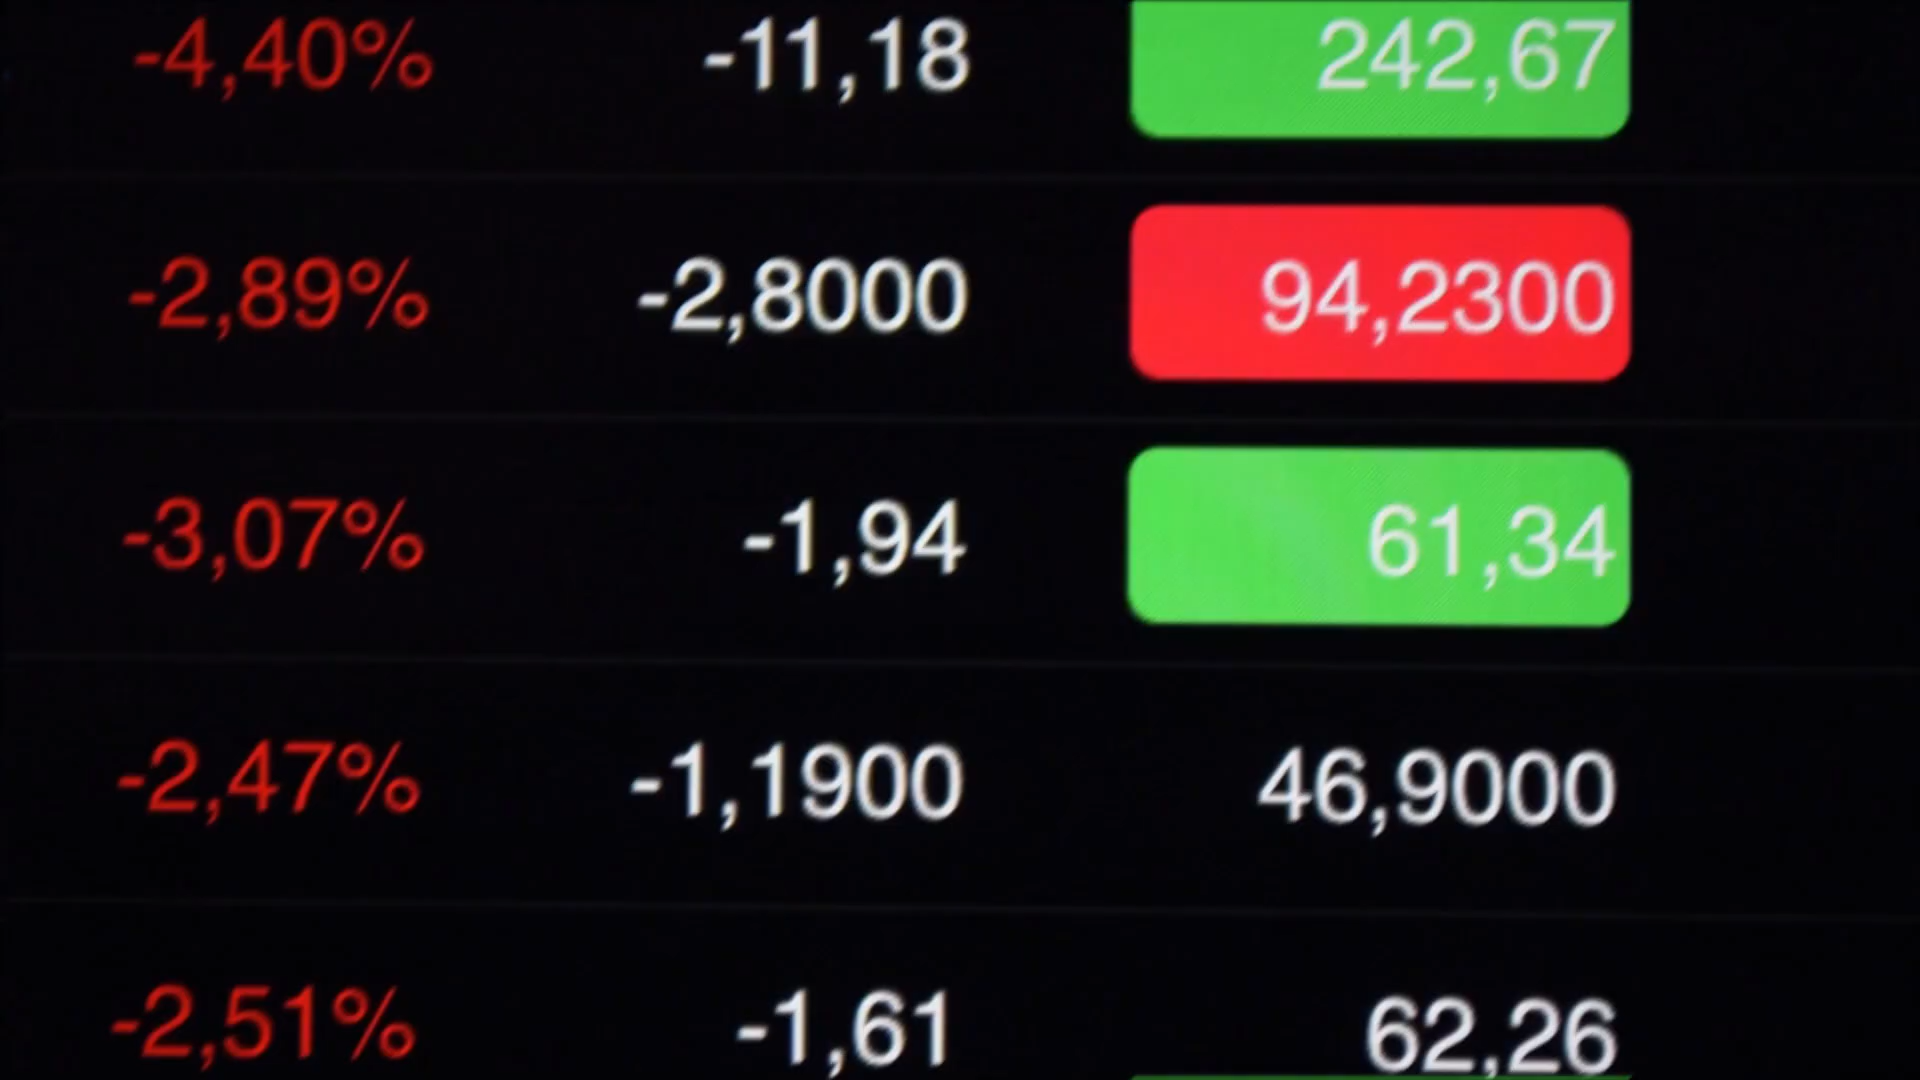 -4,40% -11,18 242,67
-2,89% -2,8000 94,2300
-3,07% -1,94 61,34
-2,47% -1,1900 46,9000
-2,51% -1,61 62,26